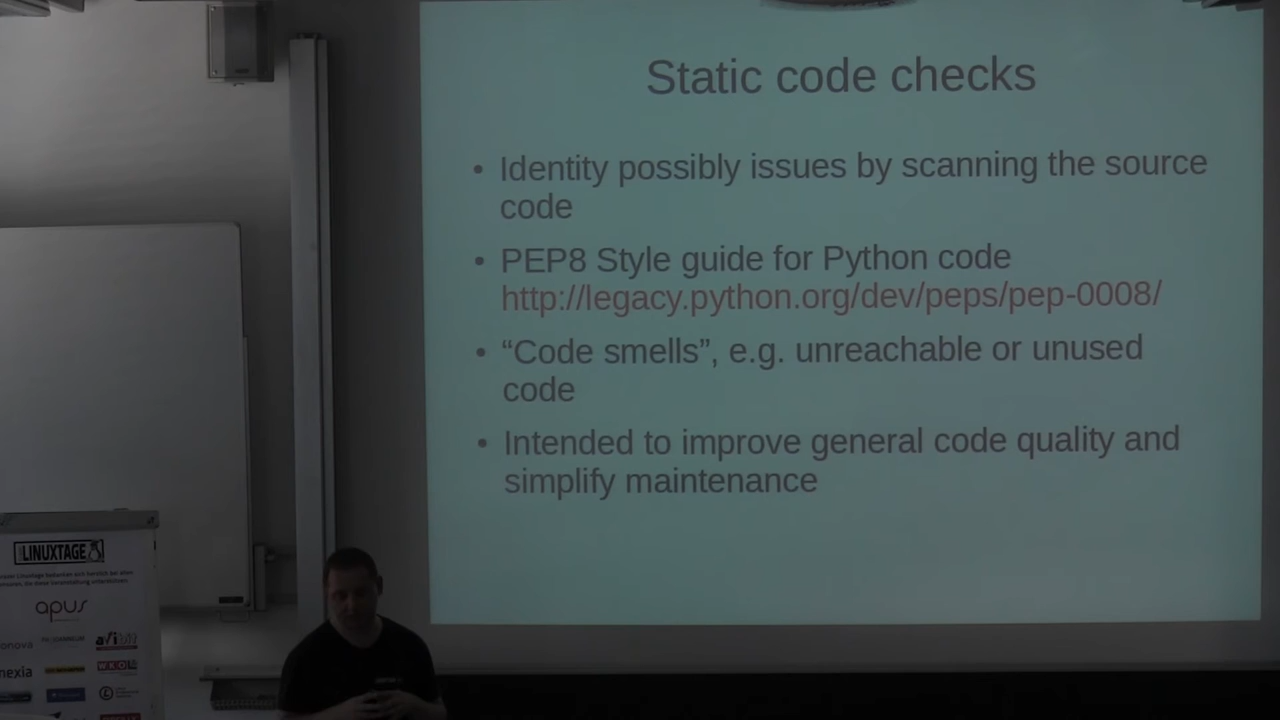 Static code checks
• Identity possibly issues by scanning the source
code
• PEP8 Style guide for Python code
http://legacy.python.org/dev/peps/pep-0008/
• “Code smells”, e.g. unreachable or unused
code
• Intended to improve general code quality and
simplify maintenance
LINUXTAGE
apus